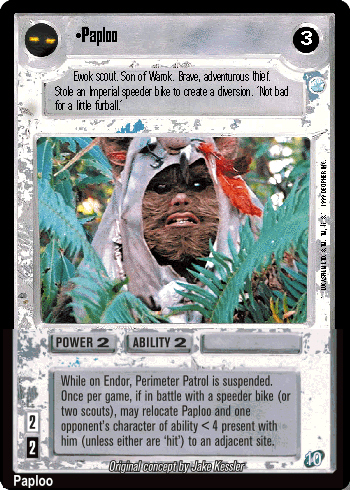 •Paploo
3
Ewok scout. Son of Warok. Brave, adventurous thief.
Stole an Imperial speeder bike to create a diversion. 'Not bad
for a little furball.'
POWER 2 ABILITY 2
While on Endor, Perimeter Patrol is suspended.
Once per game, if in battle with a speeder bike (or
two scouts), may relocate Paploo and one
opponent's character of ability < 4 present with
him (unless either are 'hit') to an adjacent site.
2
2
10
Original concept by Jake Kessler
Paploo